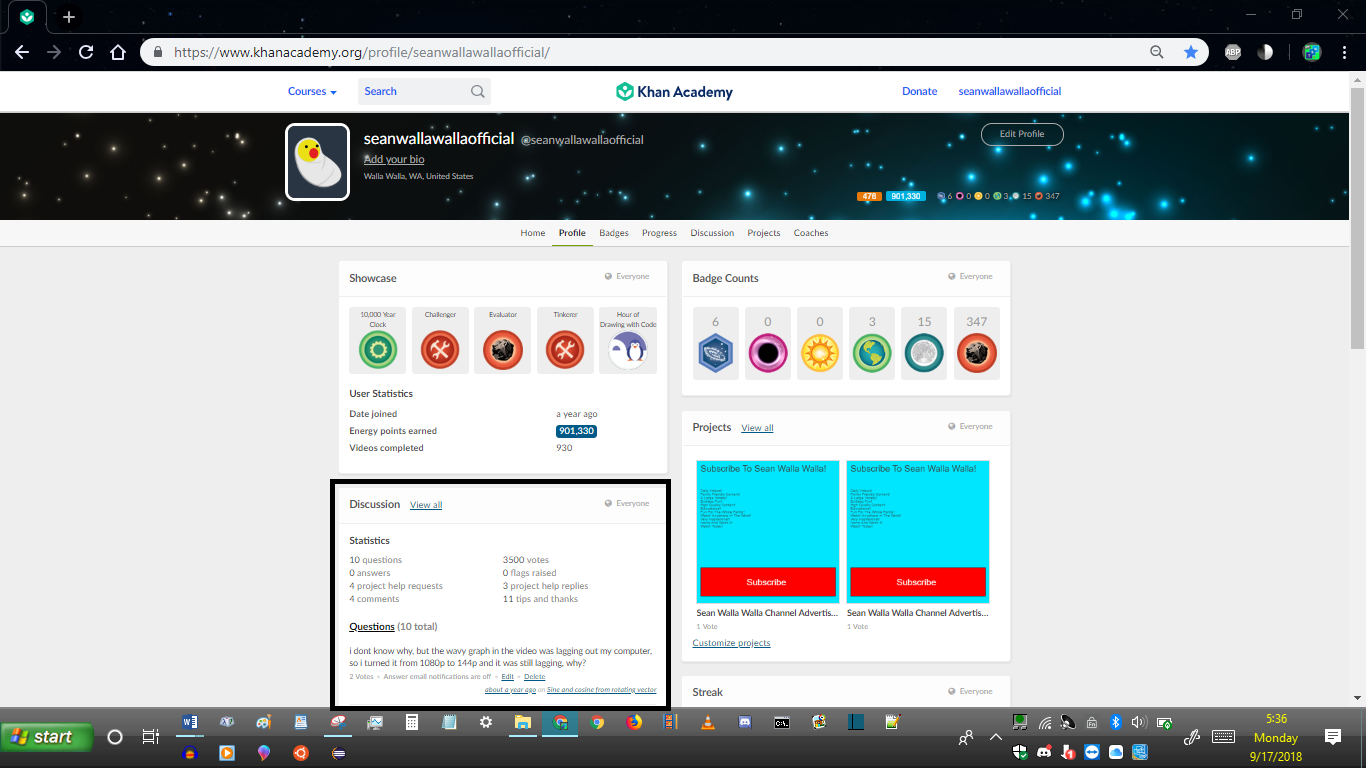 https://www.khanacademy.org/profile/seanwallawallaofficial/
ABP
Courses
Search
Khan Academy
Donate
seanwallawallaofficial
seanwallawallaofficial @seanwallawallaofficial
Add your bio
Walla Walla, WA, United States
Edit Profile
476 901,330 6 0 0 3 15 347
Home Profile Badges Progress Discussion Projects Coaches
Showcase
Everyone
10,000 Year
Clock
Challenger
Evaluator
Tinkerer
Hour of
Drawing with Code
User Statistics
Date joined a year ago
Energy points earned 901,330
Videos completed 930
Badge Counts
Everyone
6 0 0 3 15 347
Projects View all
Everyone
Subscribe To Sean Walla Walla!
Subscribe
Sean Walla Walla Channel Advertis...
1 Vote
Subscribe To Sean Walla Walla!
Subscribe
Sean Walla Walla Channel Advertis...
1 Vote
Customize projects
Discussion View all
Everyone
Statistics
10 questions 3500 votes
0 answers 0 flags raised
4 project help requests 3 project help replies
4 comments 11 tips and thanks
Questions (10 total)
i dont know why, but the wavy graph in the video was lagging out my computer,
so i turned it from 1080p to 144p and it was still lagging, why?
2 Votes • Answer email notifications are off • Edit • Delete
about a year ago on Sine and cosine from rotating vector
Streak
Everyone
start
5:36
Monday
9/17/2018